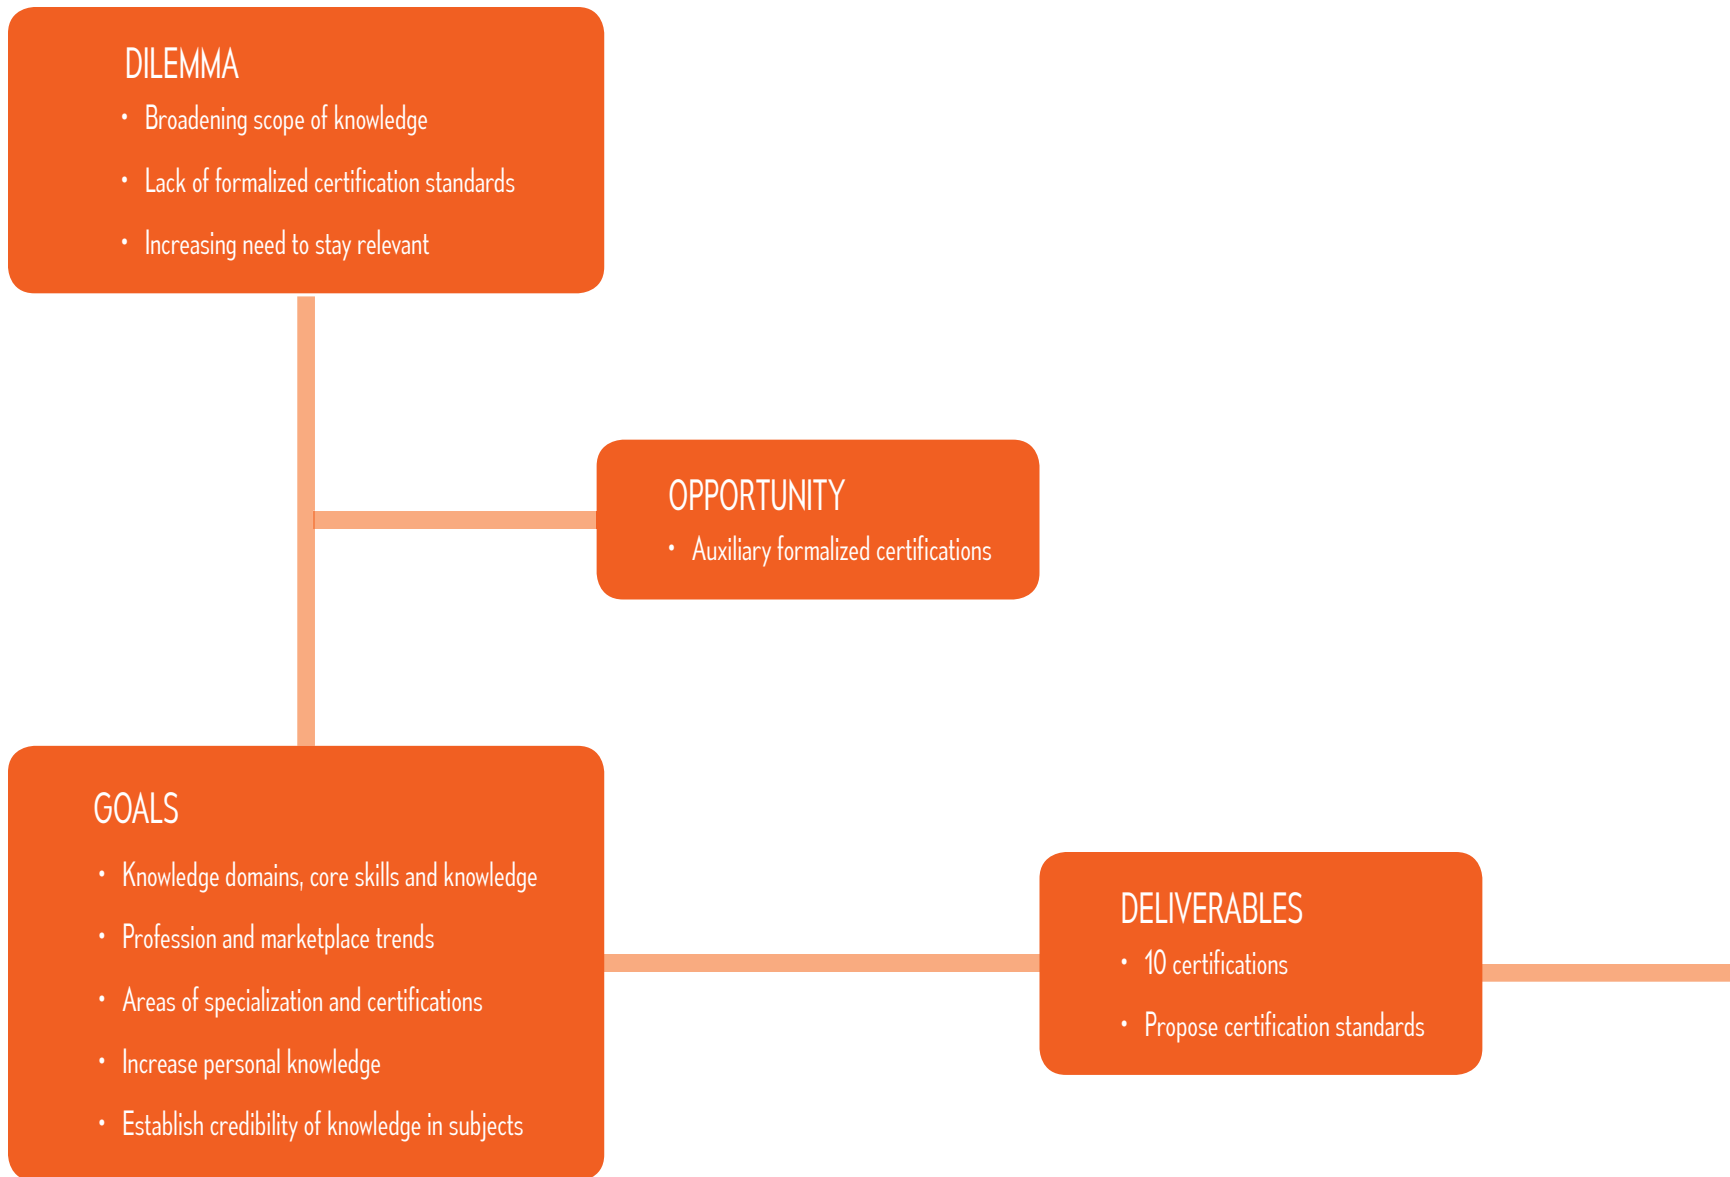 DILEMMA
• Broadening scope of knowledge
• Lack of formalized certification standards
• Increasing need to stay relevant
OPPORTUNITY
• Auxiliary formalized certifications
GOALS
• Knowledge domains, core skills and knowledge
• Profession and marketplace trends
• Areas of specialization and certifications
• Increase personal knowledge
• Establish credibility of knowledge in subjects
DELIVERABLES
• 10 certifications
• Propose certification standards